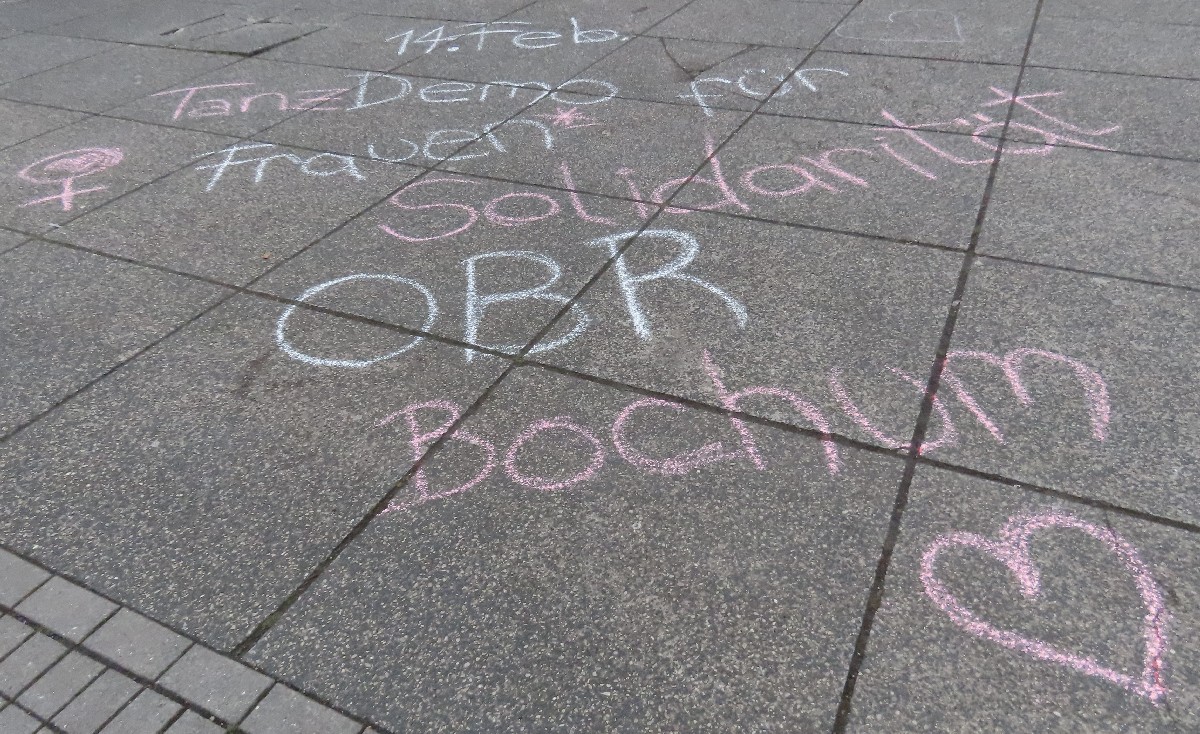 14. Feb.
TanzDemo für
Frauen*
Solidarität
OBR
Bochum